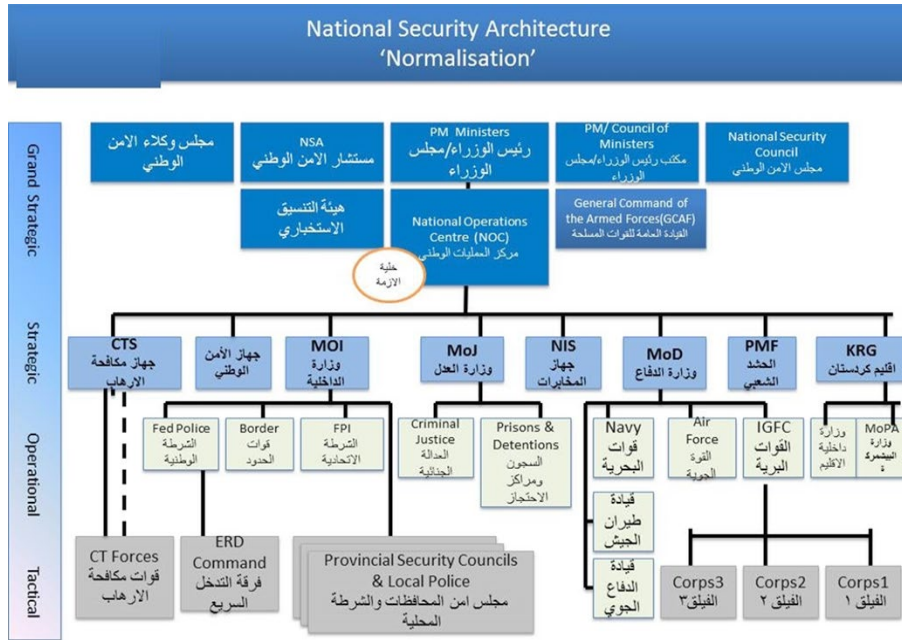 National Security Architecture
‘Normalisation’
Grand Strategic
مجلس وكلاء الامن
الوطني
NSA
مستشار الامن الوطني
PM Ministers
رئيس الوزراء/مجلس
الوزراء
PM/ Council of
Ministers
مكتب رئيس الوزراء/مجلس
الوزراء
National Security
Council
مجلس الامن الوطني
هيئة التنسيق
الاستخباري
National Operations
Centre (NOC)
مركز العمليات الوطني
General Command of
the Armed Forces(GCAF)
القيادة العامة للقوات المسلحة
خلية
الازمة
Strategic
CTS
جهاز مكافحة
الارهاب
جهاز الأمن
الوطني
MOI
وزارة
الداخلية
MoJ
وزارة العدل
NIS
جهاز
المخابرات
MoD
وزارة الدفاع
PMF
الحشد
الشعبي
KRG
اقليم كردستان
Operational
Fed Police
الشرطة
الوطنية
Border
قوات
الحدود
FPI
الشرطة
الاتحادية
Criminal
Justice
العدالة
الجنائية
Prisons &
Detentions
السجون
ومراكز
الاحتجاز
Navy
قوات
البحرية
Air
Force
القوة
الجوية
IGFC
القوات
البرية
وزارة
داخلية
الاقليم
MoPA
وزارة
البيشمرك
ة
قيادة
طيران
الجيش
قيادة
الدفاع
الجوي
Tactical
CT Forces
قوات مكافحة
الارهاب
ERD
Command
فرقة التدخل
السريع
Provincial Security Councils
& Local Police
مجلس امن المحافظات والشرطة
المحلية
Corps3
الفيلق٣
Corps2
الفيلق ٢
Corps1
الفيلق ١